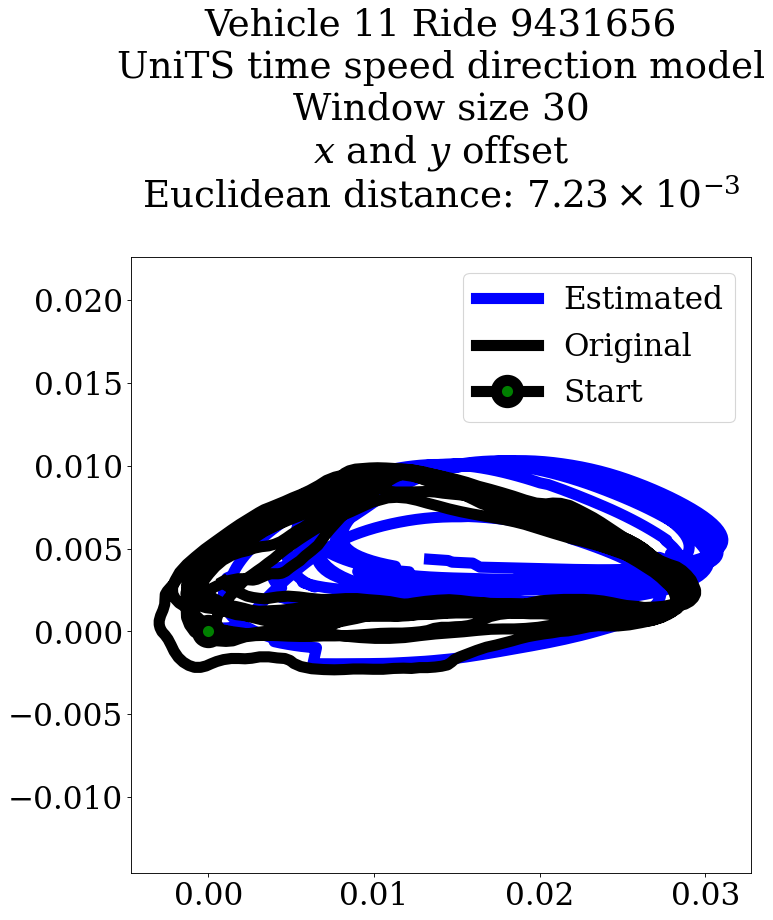 Vehicle 11 Ride 9431656
UniTS time speed direction model
Window size 30
x and y offset
Euclidean distance: 7.23 × 10⁻³
Estimated
Original
Start
0.020
0.015
0.010
0.005
0.000
−0.005
−0.010
0.00 0.01 0.02 0.03